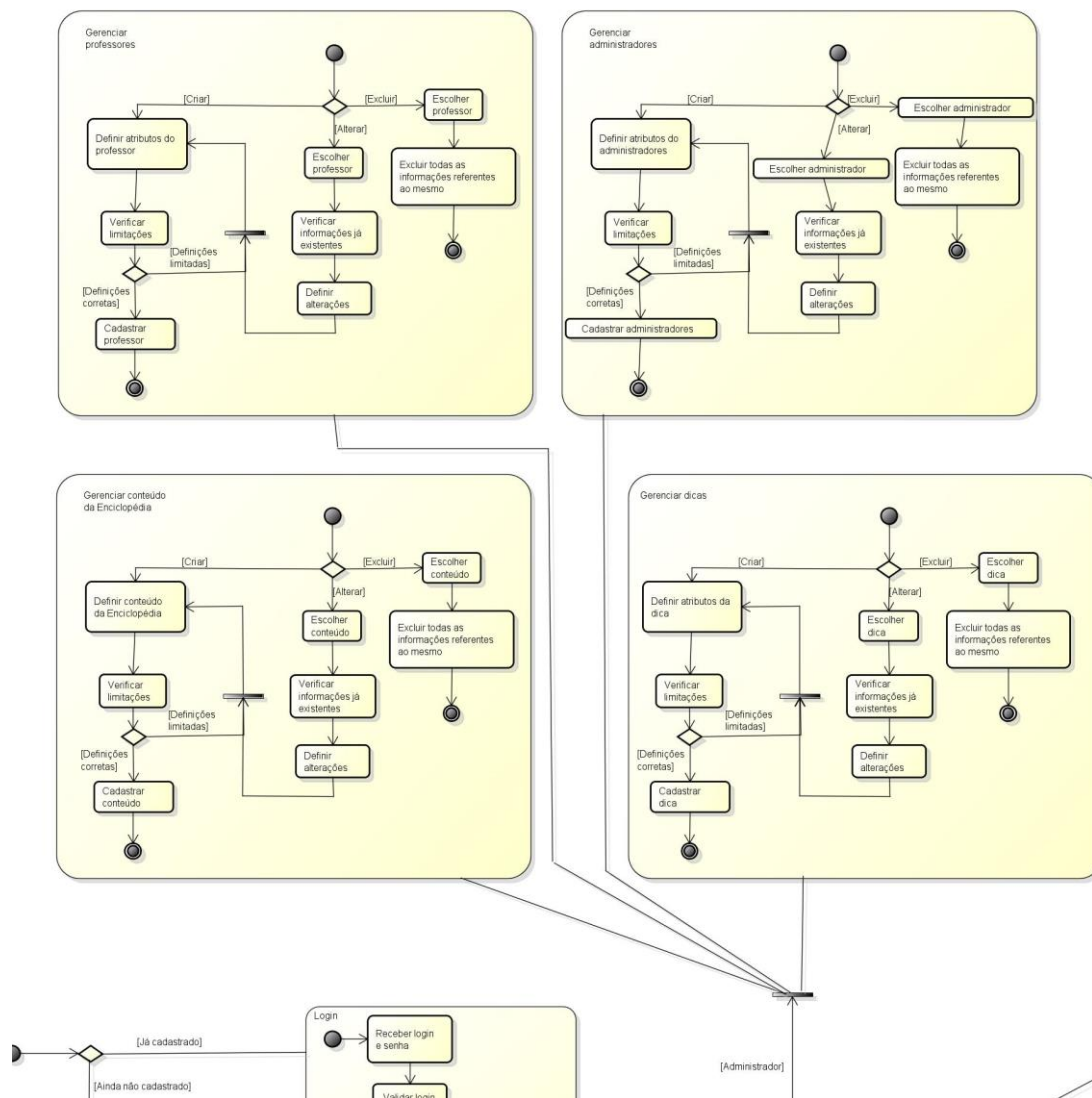 Gerenciar
professores
[Criar]
[Excluir]
Escolher
professor
[Alterar]
Definir atributos do
professor
Escolher
professor
Excluir todas as
informações referentes
ao mesmo
Verificar
limitações
Verificar
informações já
existentes
[Definições
limitadas]
[Definições
corretas]
Definir
alterações
Cadastrar
professor
Gerenciar
administradores
[Criar]
[Excluir]
Escolher administrador
[Alterar]
Definir atributos do
administradores
Escolher administrador
Excluir todas as
informações referentes
ao mesmo
Verificar
limitações
Verificar
informações já
existentes
[Definições
limitadas]
[Definições
corretas]
Definir
alterações
Cadastrar administradores
Gerenciar conteúdo
da Enciclopédia
[Criar]
[Excluir]
Escolher
conteúdo
[Alterar]
Definir conteúdo
da Enciclopédia
Escolher
conteúdo
Excluir todas as
informações referentes
ao mesmo
Verificar
limitações
Verificar
informações já
existentes
[Definições
limitadas]
[Definições
corretas]
Definir
alterações
Cadastrar
conteúdo
Gerenciar dicas
[Criar]
[Excluir]
Escolher
dica
[Alterar]
Definir atributos da
dica
Escolher
dica
Excluir todas as
informações referentes
ao mesmo
Verificar
limitações
Verificar
informações já
existentes
[Definições
limitadas]
[Definições
corretas]
Definir
alterações
Cadastrar
dica
Login
Receber login
e senha
[Já cadastrado]
[Administrador]
[Ainda não cadastrado]
Validar login